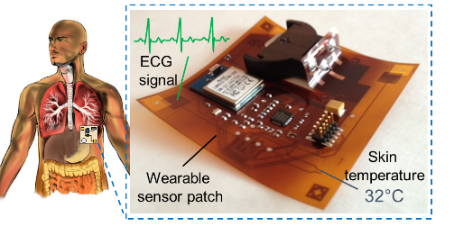 ECG
signal
Wearable
sensor patch
Skin
temperature
32°C